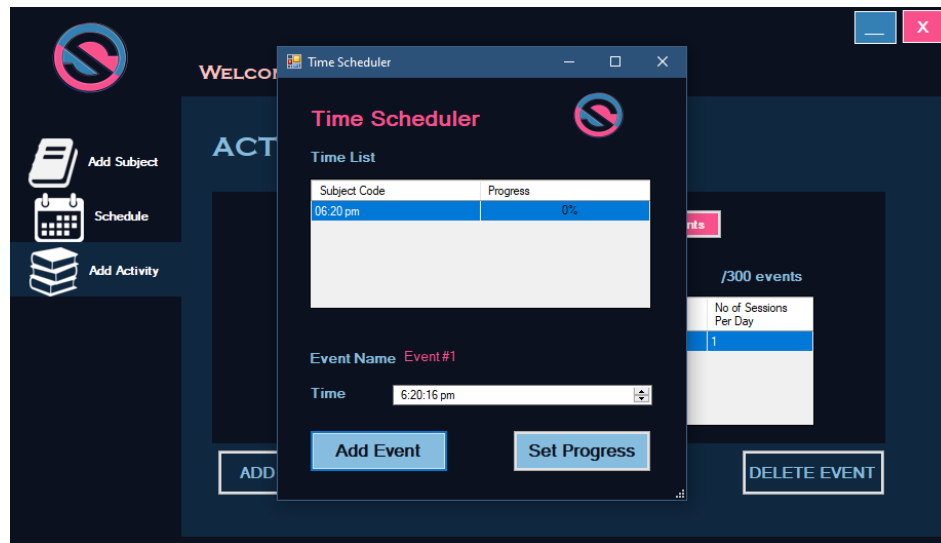 X
WELCO
Time Scheduler
Time Scheduler
ACT
Time List
Add Subject
Subject Code Progress
06:20 pm 0%
Schedule
nts
Add Activity
/300 events
No of Sessions
Per Day
1
Event Name Event#1
Time 6:20:16 pm
Add Event Set Progress
ADD
DELETE EVENT